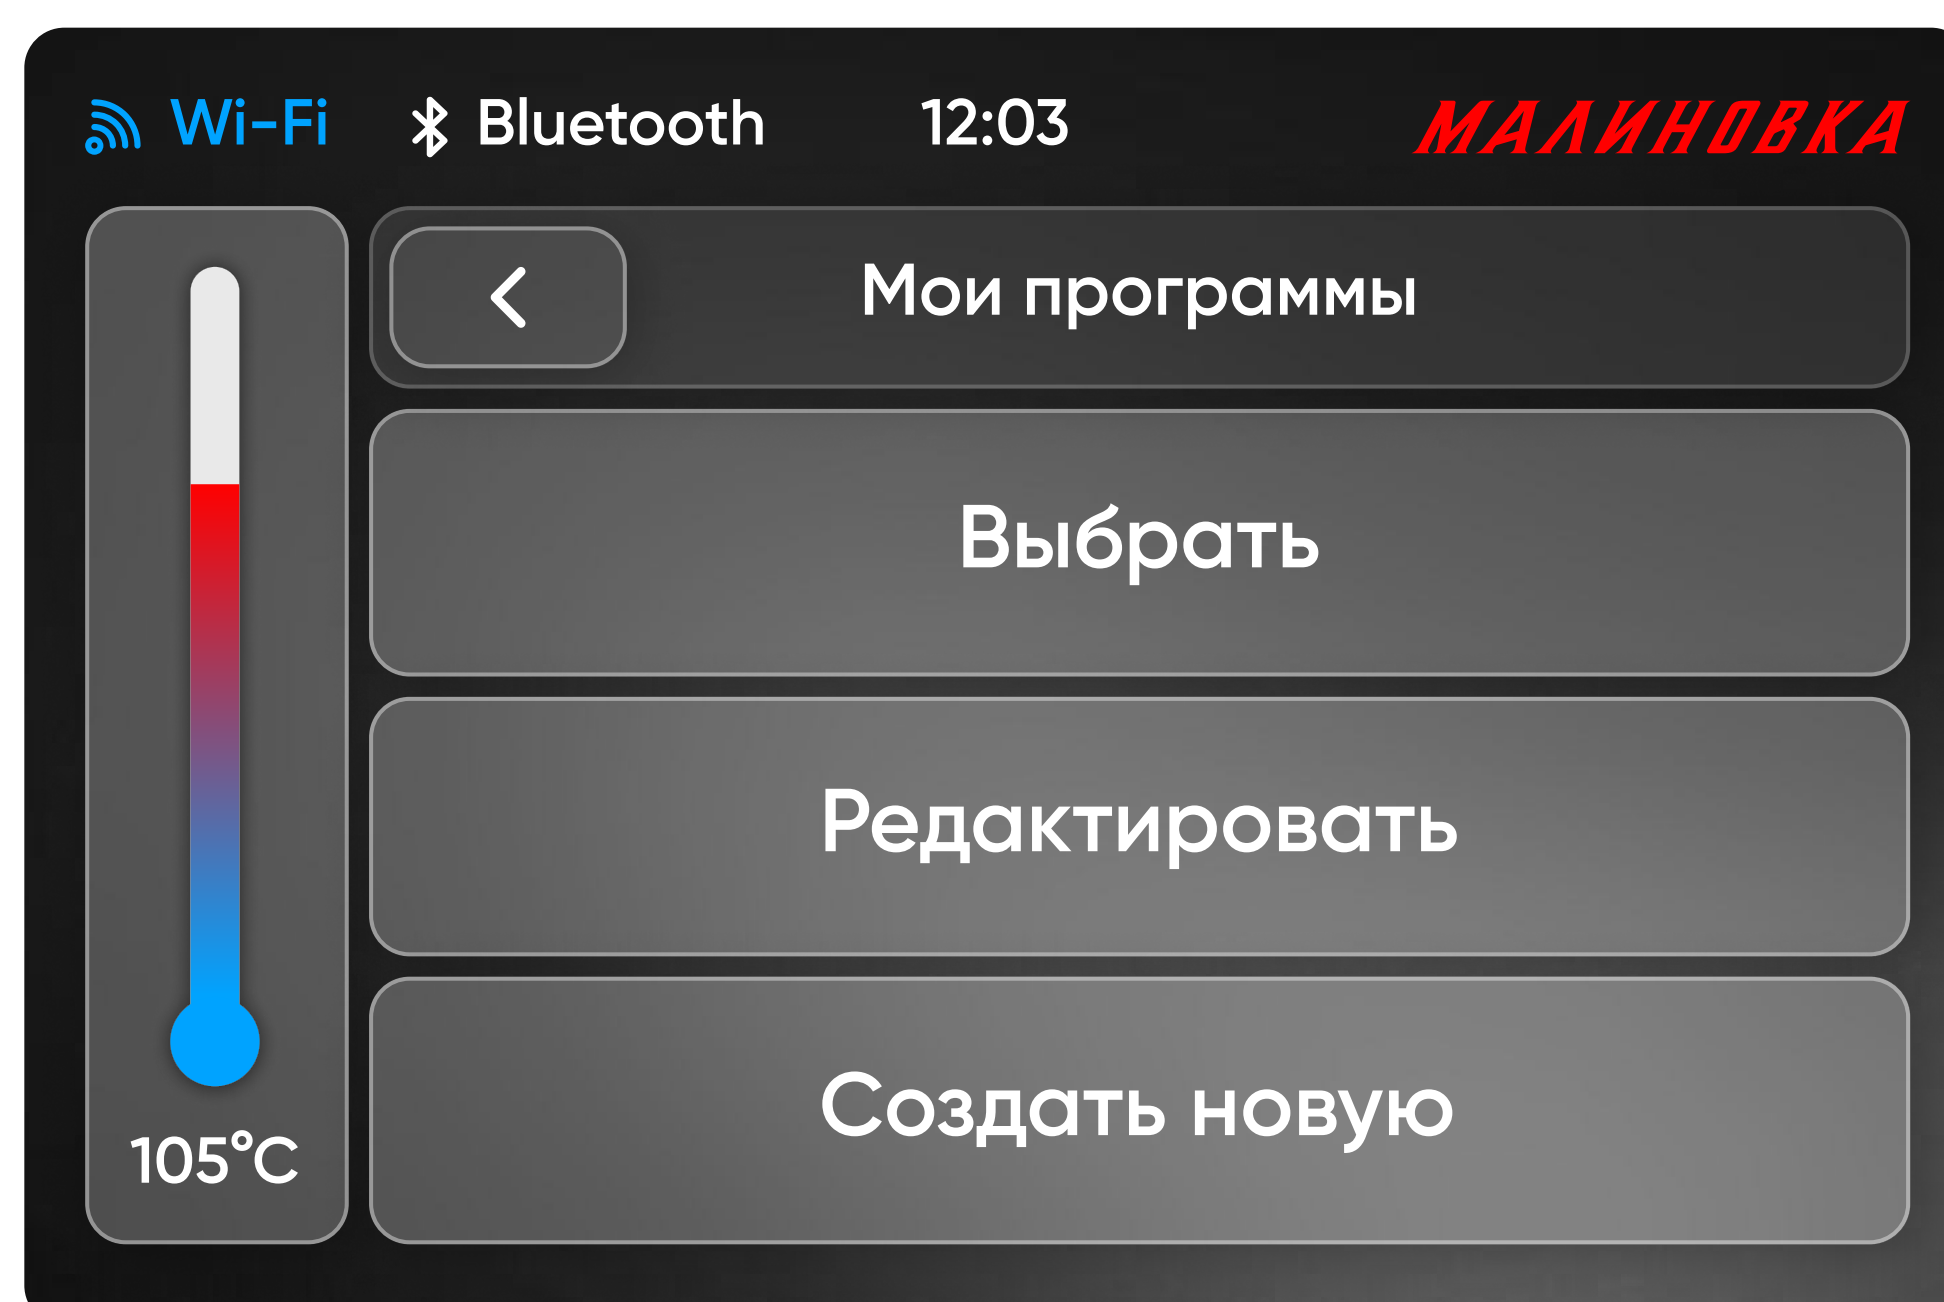 Wi-Fi Bluetooth 12:03 МАЛИНОВКА
Мои программы
Выбрать
Редактировать
Создать новую
105°C